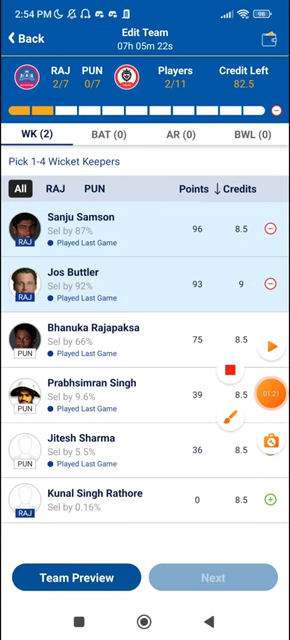 2:54 PM
96
Back
Edit Team
07h 05m 22s
RAJ PUN Players Credit Left
2/7 0/7 2/11 82.5
WK (2) BAT (0) AR (0) BWL (0)
Pick 1-4 Wicket Keepers
All RAJ PUN Points ↓ Credits
Sanju Samson
Sel by 87% 96 8.5
RAJ Played Last Game
Jos Buttler
Sel by 92% 93 9
RAJ Played Last Game
Bhanuka Rajapaksa
Sel by 66% 75 8.5
PUN Played Last Game
Prabhsimran Singh
Sel by 9.6% 39 8.5
01:21
PUN Played Last Game
Jitesh Sharma
Sel by 5.5% 36 8.5
PUN Played Last Game
Kunal Singh Rathore
Sel by 0.16% 0 8.5
RAJ
Team Preview Next